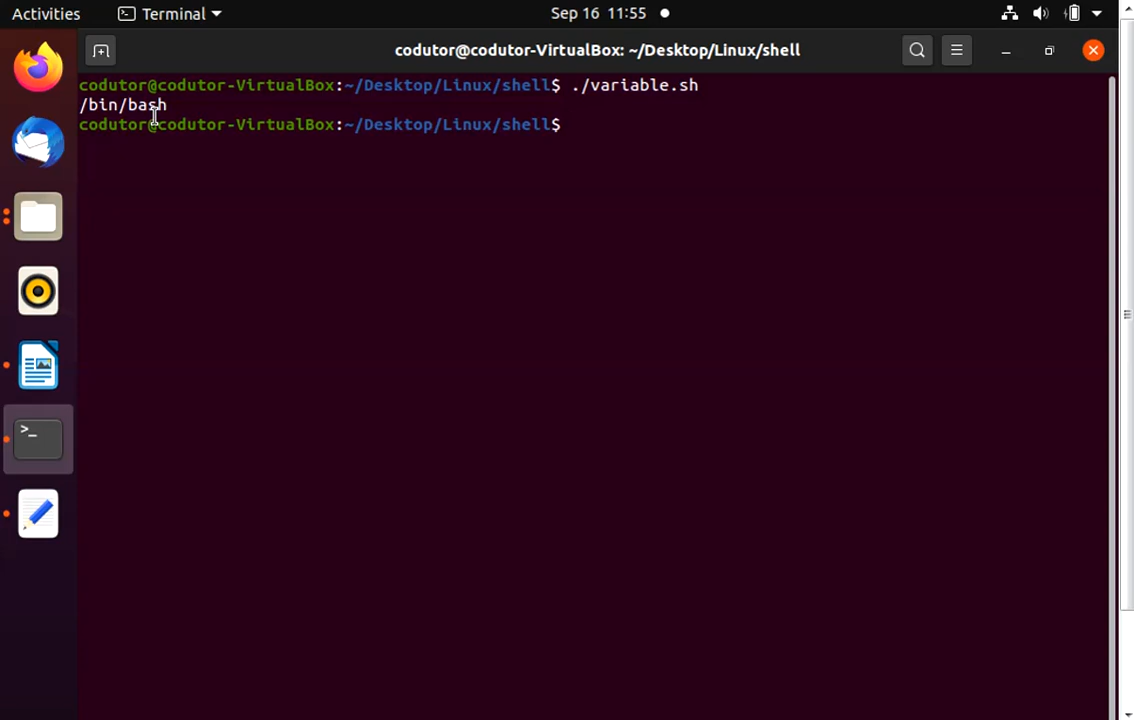 Activities Terminal Sep 16 11:55
codutor@codutor-VirtualBox: ~/Desktop/Linux/shell
codutor@codutor-VirtualBox:~/Desktop/Linux/shell$ ./variable.sh
/bin/bash
codutor@codutor-VirtualBox:~/Desktop/Linux/shell$